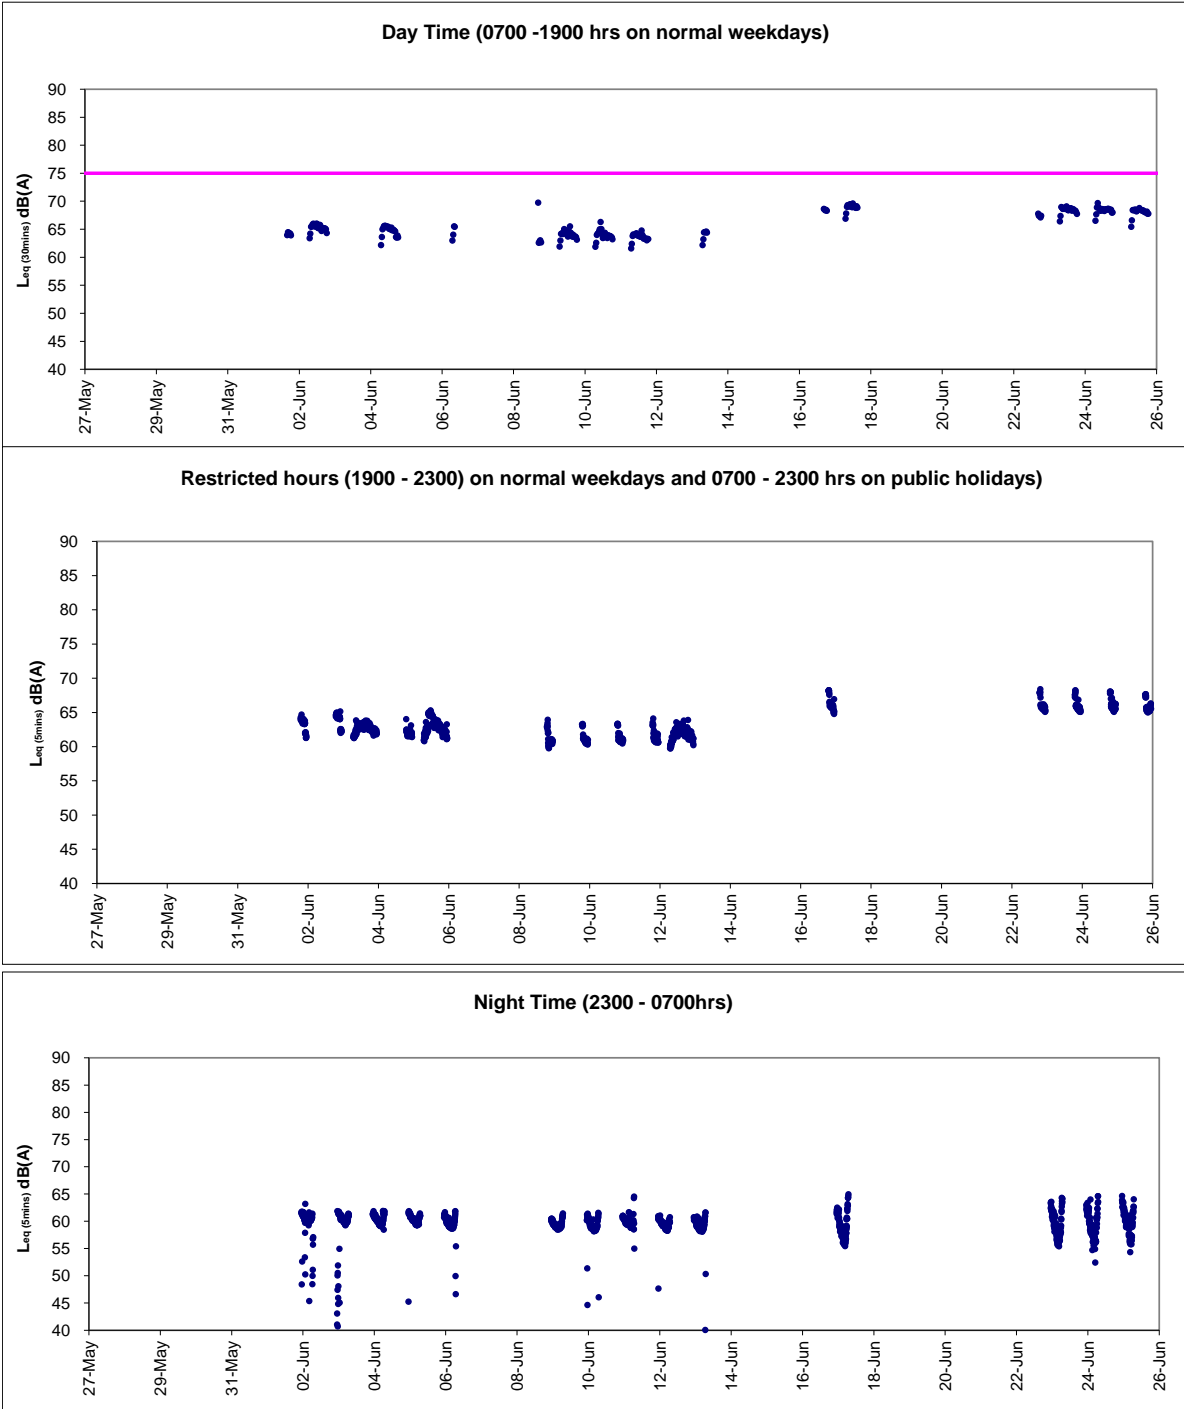 Day Time (0700 -1900 hrs on normal weekdays)
90
85
80
75
70
65
60
55
50
45
40
Leq (30mins) dB(A)
27-May
29-May
31-May
02-Jun
04-Jun
06-Jun
08-Jun
10-Jun
12-Jun
14-Jun
16-Jun
18-Jun
20-Jun
22-Jun
24-Jun
26-Jun
Restricted hours (1900 - 2300) on normal weekdays and 0700 - 2300 hrs on public holidays)
90
85
80
75
70
65
60
55
50
45
40
Leq (5mins) dB(A)
27-May
29-May
31-May
02-Jun
04-Jun
06-Jun
08-Jun
10-Jun
12-Jun
14-Jun
16-Jun
18-Jun
20-Jun
22-Jun
24-Jun
26-Jun
Night Time (2300 - 0700hrs)
90
85
80
75
70
65
60
55
50
45
40
Leq (5mins) dB(A)
27-May
29-May
31-May
02-Jun
04-Jun
06-Jun
08-Jun
10-Jun
12-Jun
14-Jun
16-Jun
18-Jun
20-Jun
22-Jun
24-Jun
26-Jun